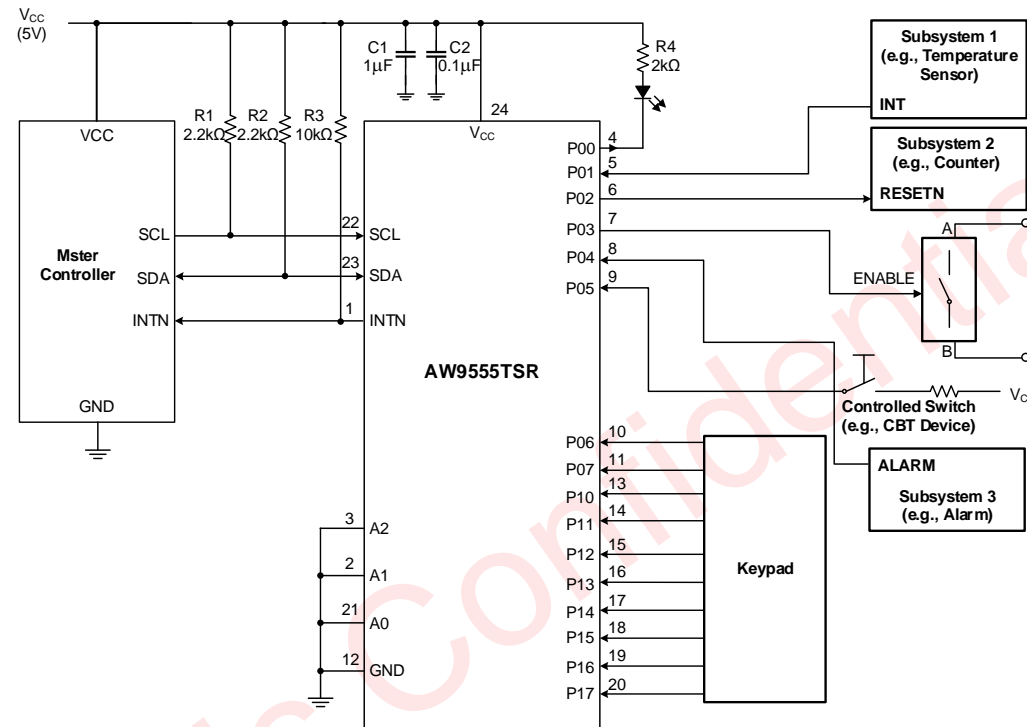 VCC
(5V)
C1
1µF
C2
0.1µF
R4
2kΩ
Subsystem 1
(e.g., Temperature
Sensor)
INT
R1
2.2kΩ
R2
2.2kΩ
R3
10kΩ
24
VCC
VCC
Mster
Controller
SCL
SDA
INTN
GND
22
SCL
23
SDA
1
INTN
AW9555TSR
3
A2
2
A1
21
A0
12
GND
P00
4
P01
5
P02
6
P03
7
P04
8
P05
9
Subsystem 2
(e.g., Counter)
RESETN
A
ENABLE
B
Controlled Switch
(e.g., CBT Device)
ALARM
Subsystem 3
(e.g., Alarm)
P06
10
P07
11
P10
13
P11
14
P12
15
P13
16
P14
17
P15
18
P16
19
P17
20
Keypad